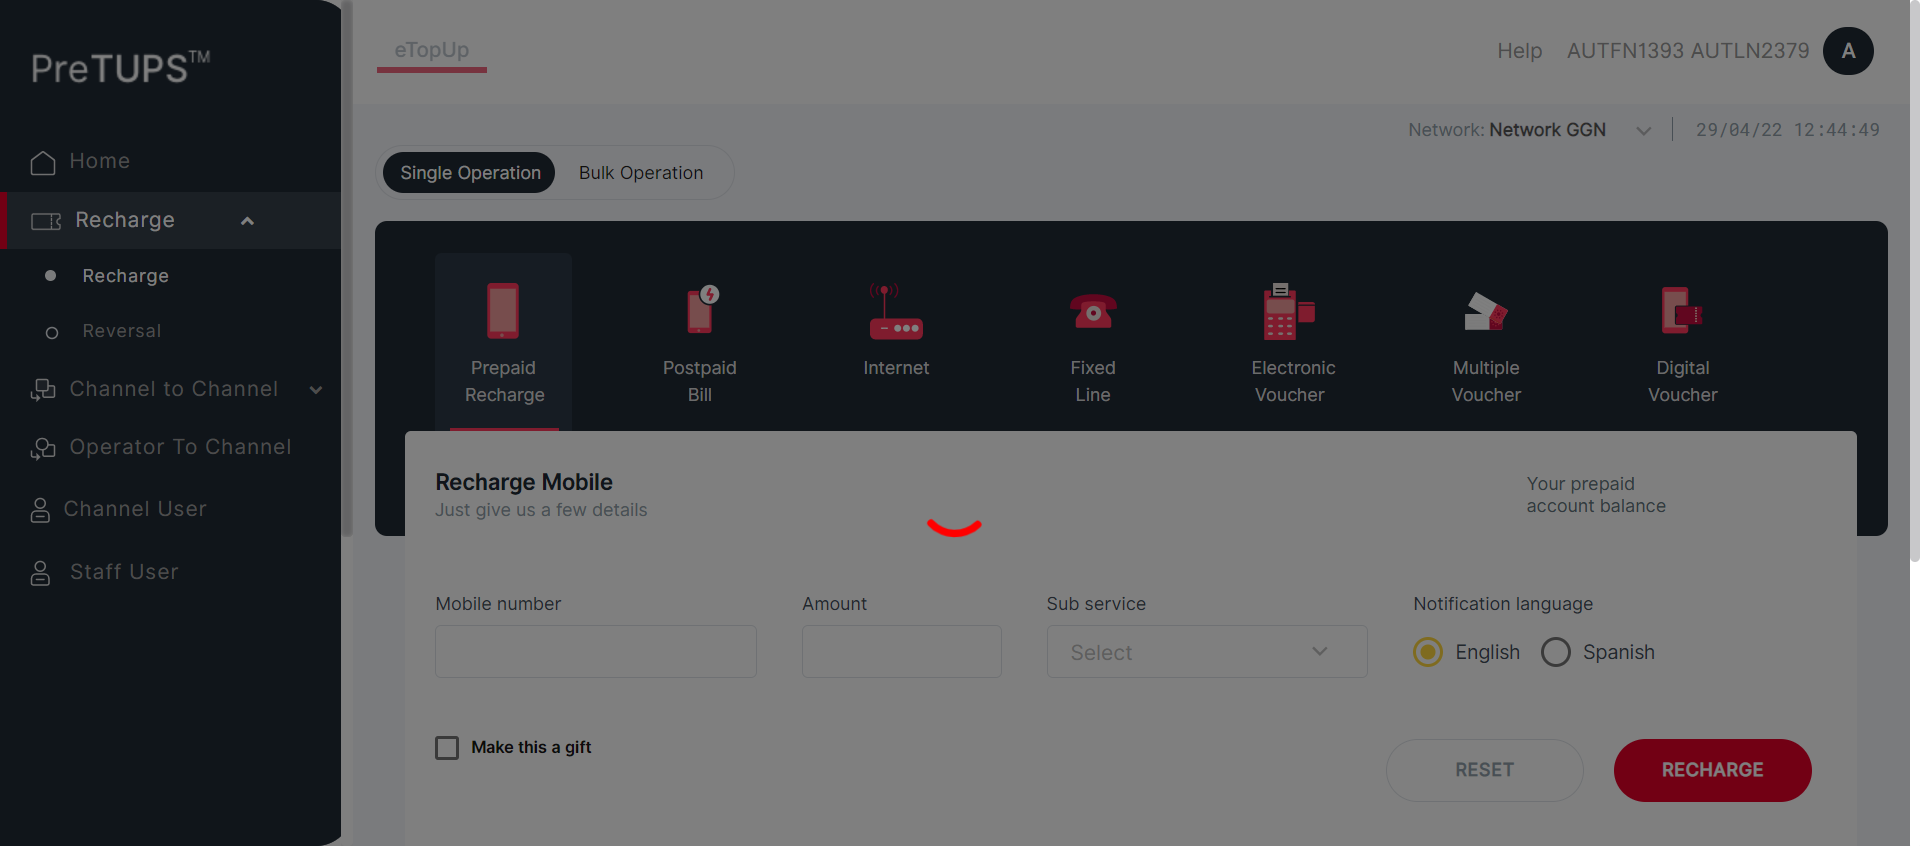 PreTUPS™
Home
Recharge
Recharge
Reversal
Channel to Channel
Operator To Channel
Channel User
Staff User
eTopUp
Help
AUTFN1393 AUTLN2379
A
Network: Network GGN
29/04/22 12:44:49
Single Operation
Bulk Operation
Prepaid
Recharge
Postpaid
Bill
Internet
Fixed
Line
Electronic
Voucher
Multiple
Voucher
Digital
Voucher
Recharge Mobile
Just give us a few details
Your prepaid
account balance
Mobile number
Amount
Sub service
Select
Notification language
English
Spanish
Make this a gift
RESET
RECHARGE